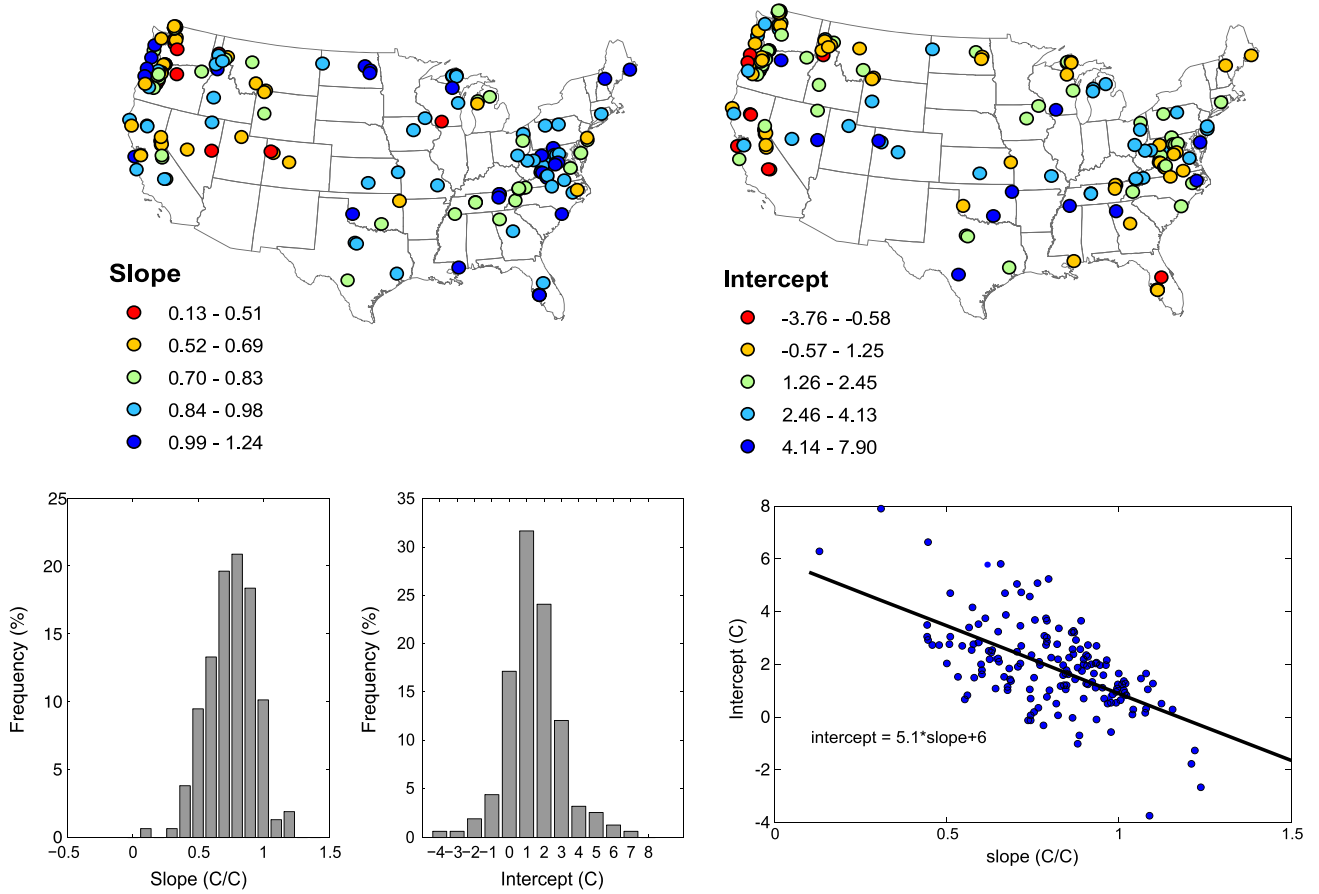 Slope
0.13 - 0.51
0.52 - 0.69
0.70 - 0.83
0.84 - 0.98
0.99 - 1.24
Intercept
-3.76 - -0.58
-0.57 - 1.25
1.26 - 2.45
2.46 - 4.13
4.14 - 7.90
25
20
15
10
5
0
−0.5
0
0.5
1
1.5
Frequency (%)
Slope (C/C)
35
30
25
20
15
10
5
0
−4
−3
−2
−1
0
1
2
3
4
5
6
7
8
Frequency (%)
Intercept (C)
8
6
4
2
0
-2
-4
0
0.5
1
1.5
Intercept (C)
intercept = 5.1*slope+6
slope (C/C)